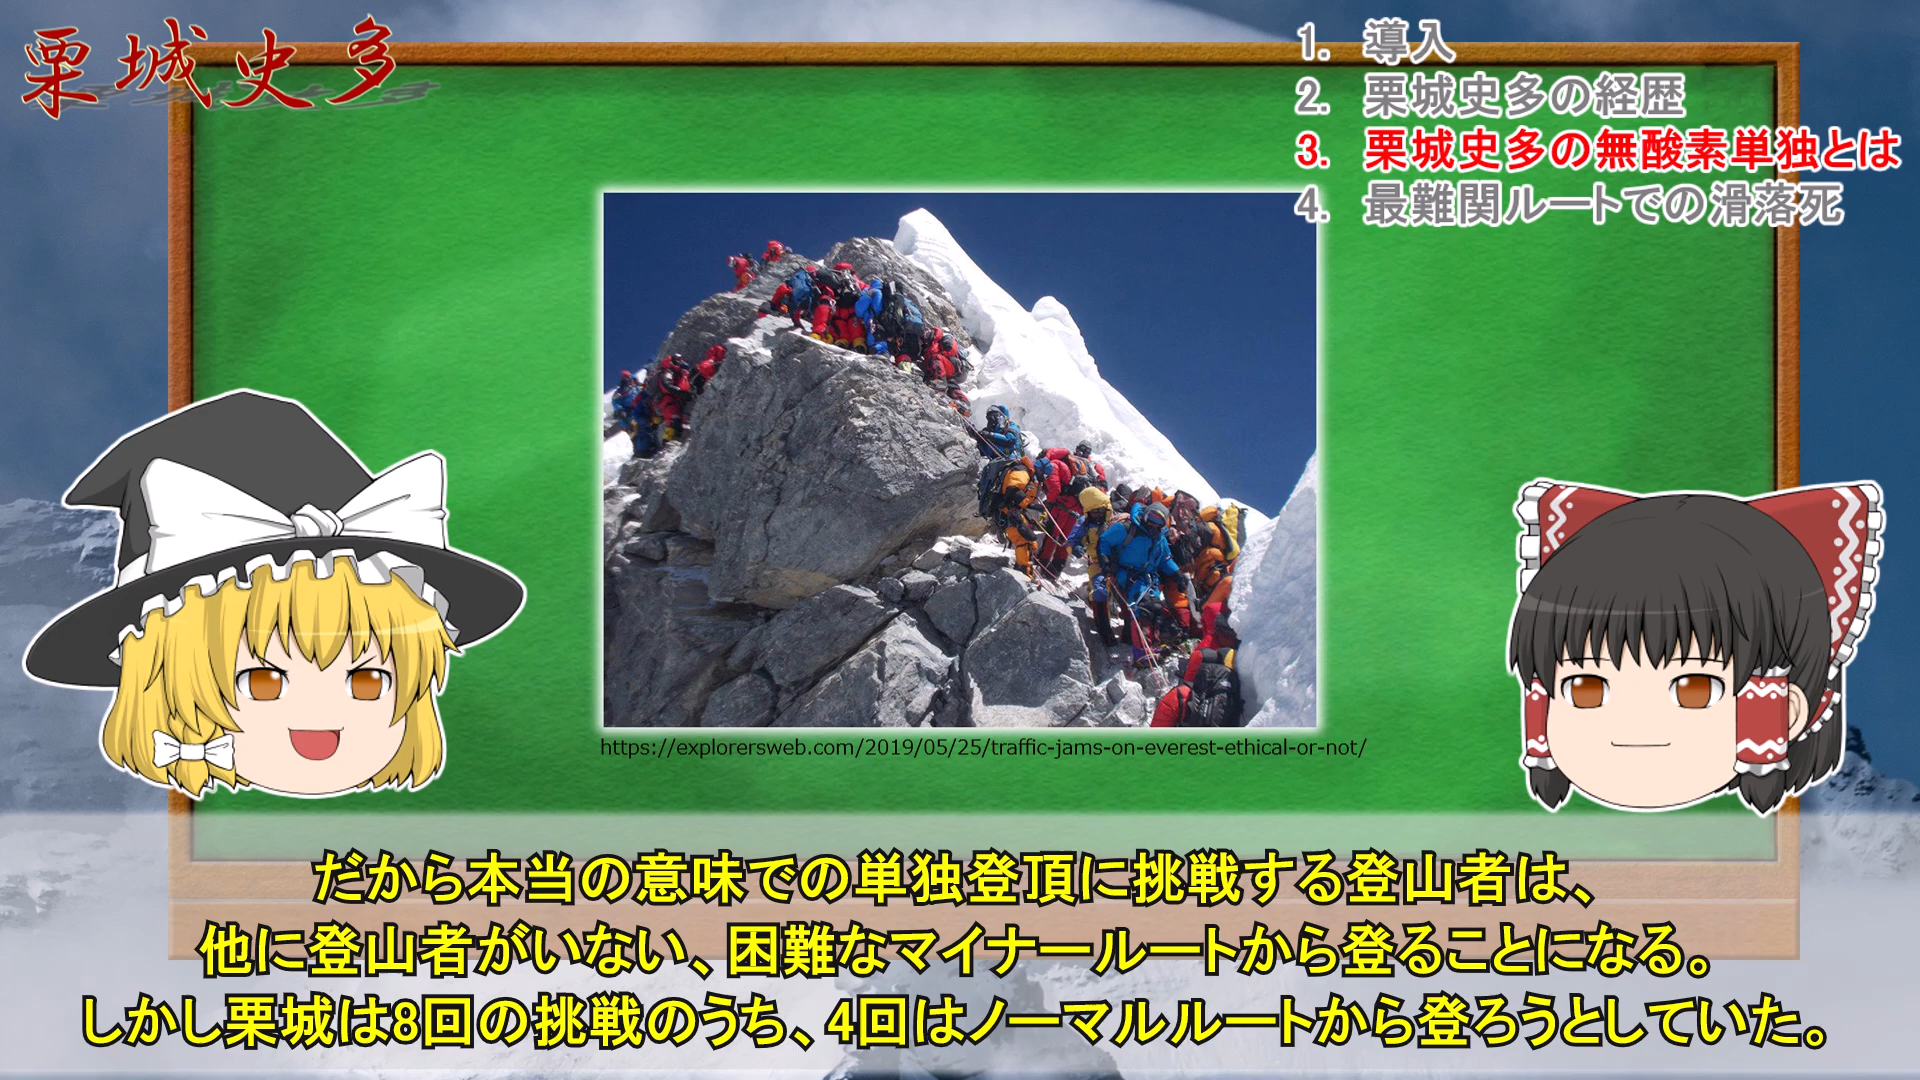 栗城史多
1. 導入
2. 栗城史多の経歴
3. 栗城史多の無酸素単独とは
4. 最難関ルートでの滑落死
https://explorersweb.com/2019/05/25/traffic-jams-on-everest-ethical-or-not/
だから本当の意味での単独登頂に挑戦する登山者は、
他に登山者がいない、困難なマイナールートから登ることになる。
しかし栗城は8回の挑戦のうち、4回はノーマルルートから登ろうとしていた。